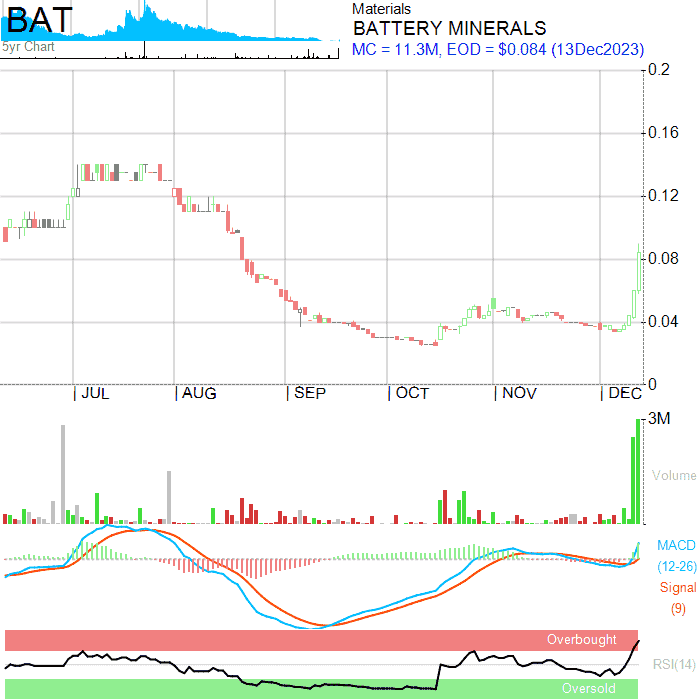 BAT
5yr Chart
Materials
BATTERY MINERALS
MC = 11.3M, EOD = $0.084 (13Dec2023)
0.2
0.16
0.12
0.08
0.04
0
JUL AUG SEP OCT NOV DEC
3M
Volume
MACD
(12-26)
Signal
(9)
Overbought
RSI(14)
Oversold